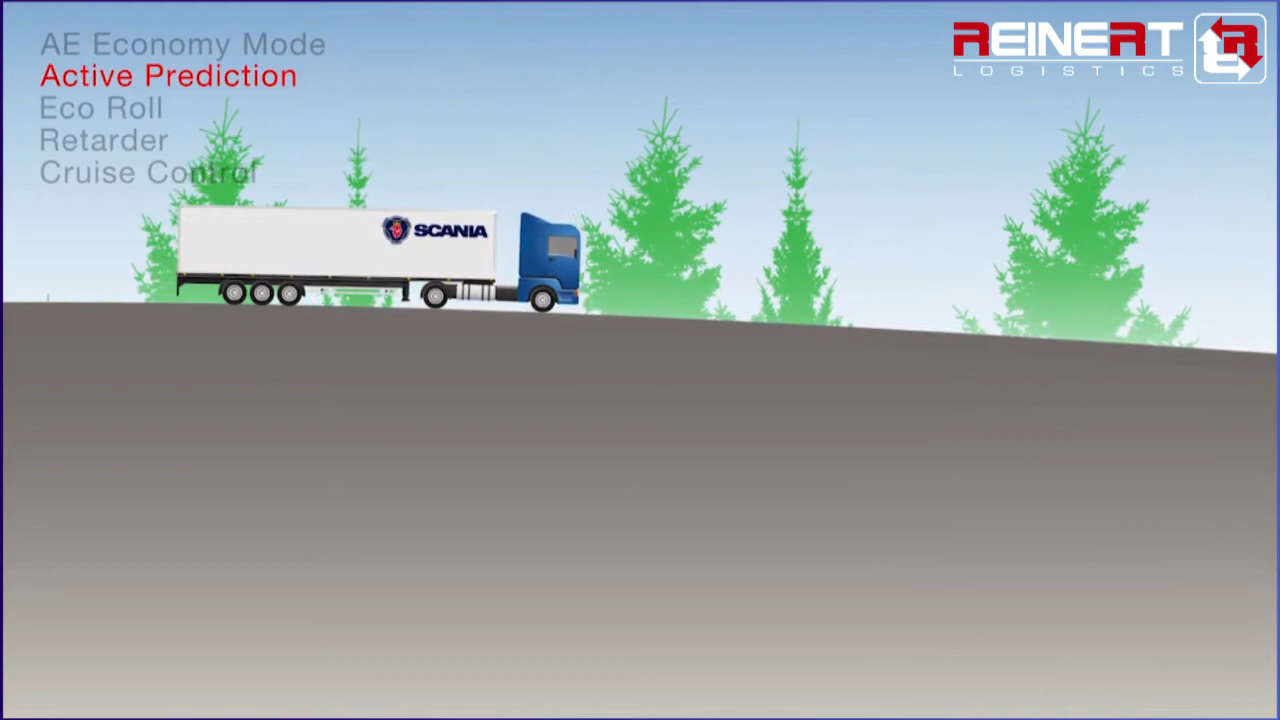 AE Economy Mode
Active Prediction
Eco Roll
Retarder
Cruise Control
REINERT
LOGISTICS
SCANIA